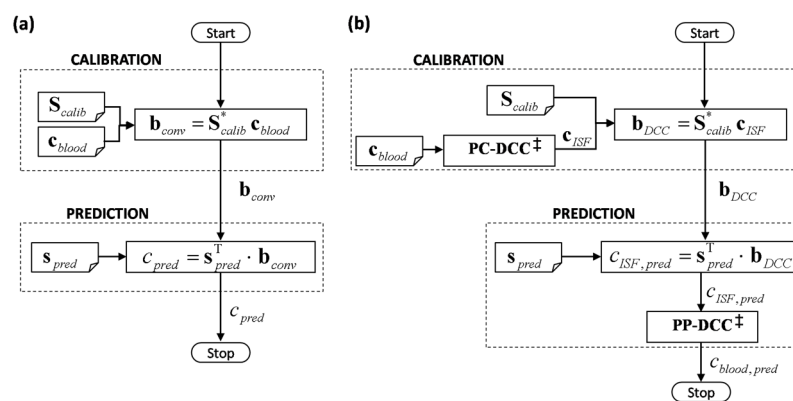 (a)
Start
CALIBRATION
S_calib
c_blood
b_conv = S*_calib c_blood
b_conv
PREDICTION
s_pred
c_pred = s^T_pred · b_conv
c_pred
Stop
(b)
Start
CALIBRATION
S_calib
c_blood
PC-DCC‡
c_ISF
b_DCC = S*_calib c_ISF
b_DCC
PREDICTION
s_pred
c_ISF,pred = s^T_pred · b_DCC
c_ISF,pred
PP-DCC‡
c_blood,pred
Stop